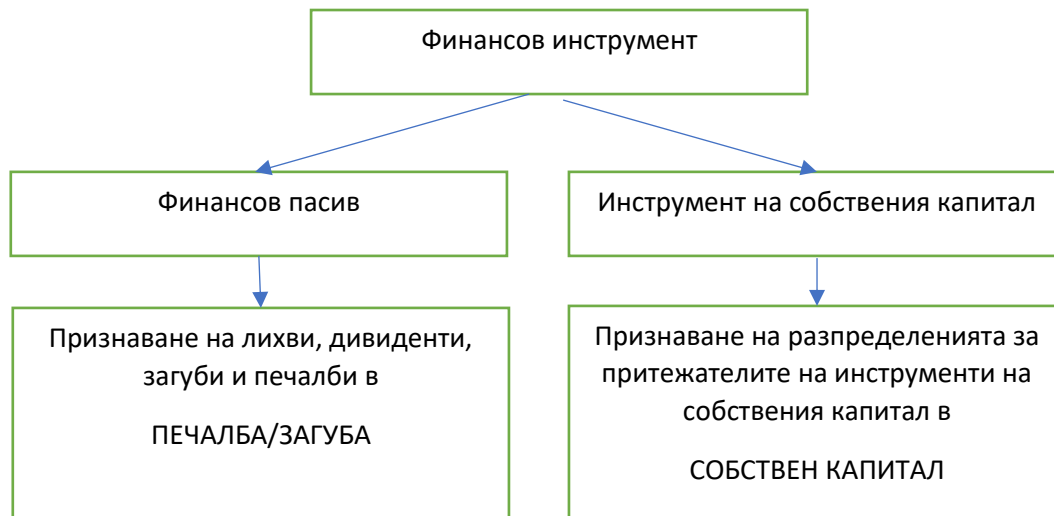 Финансов инструмент
Финансов пасив
Инструмент на собствения капитал
Признаване на лихви, дивиденти,
загуби и печалби в
ПЕЧАЛБА/ЗАГУБА
Признаване на разпределенията за
притежателите на инструменти на
собствения капитал в
СОБСТВЕН КАПИТАЛ